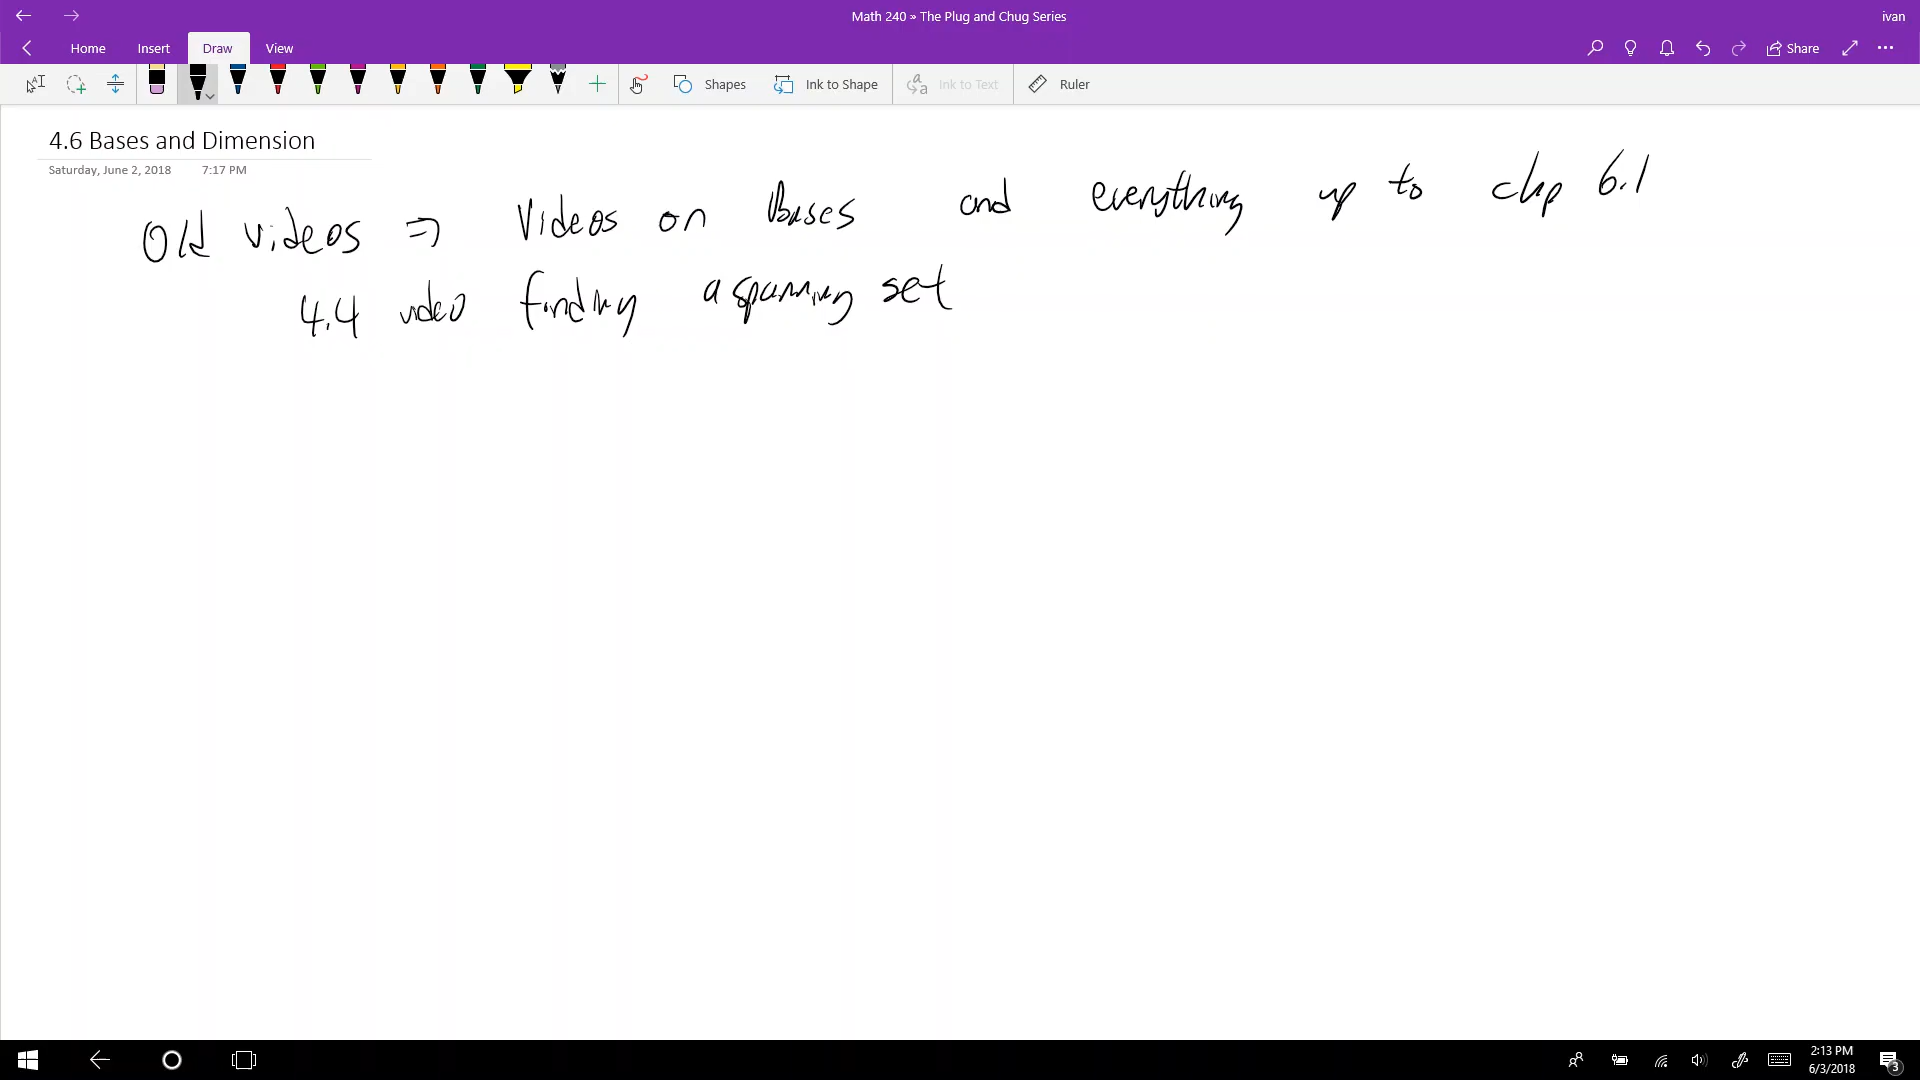 Math 240 » The Plug and Chug Series
ivan
Home Insert Draw View
Share
Shapes Ink to Shape Ink to Text Ruler
4.6 Bases and Dimension
Saturday, June 2, 2018 7:17 PM
Old videos ⇒ Videos on Bases and everything up to chp 6.1
4.4 video finding a spanning set
2:13 PM
6/3/2018
3